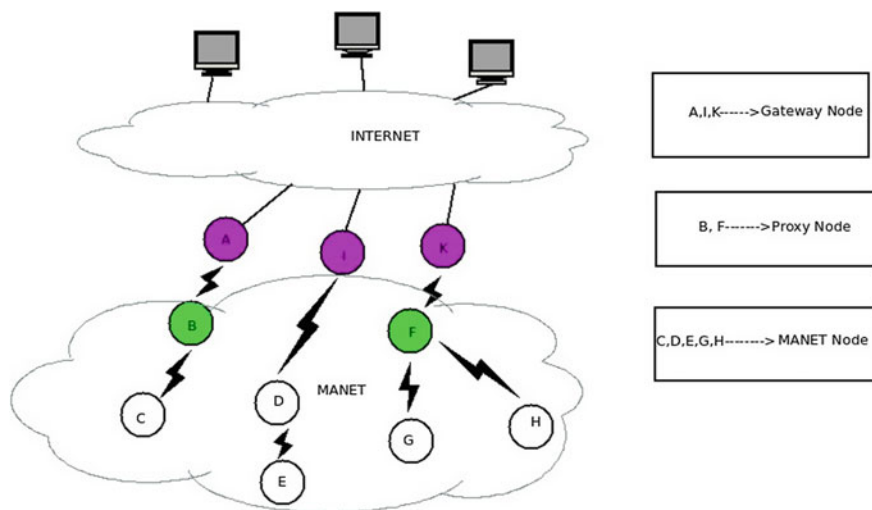 INTERNET
A,I,K------>Gateway Node
A
I
K
B, F------->Proxy Node
B
F
C,D,E,G,H--------> MANET Node
MANET
C
D
G
H
E